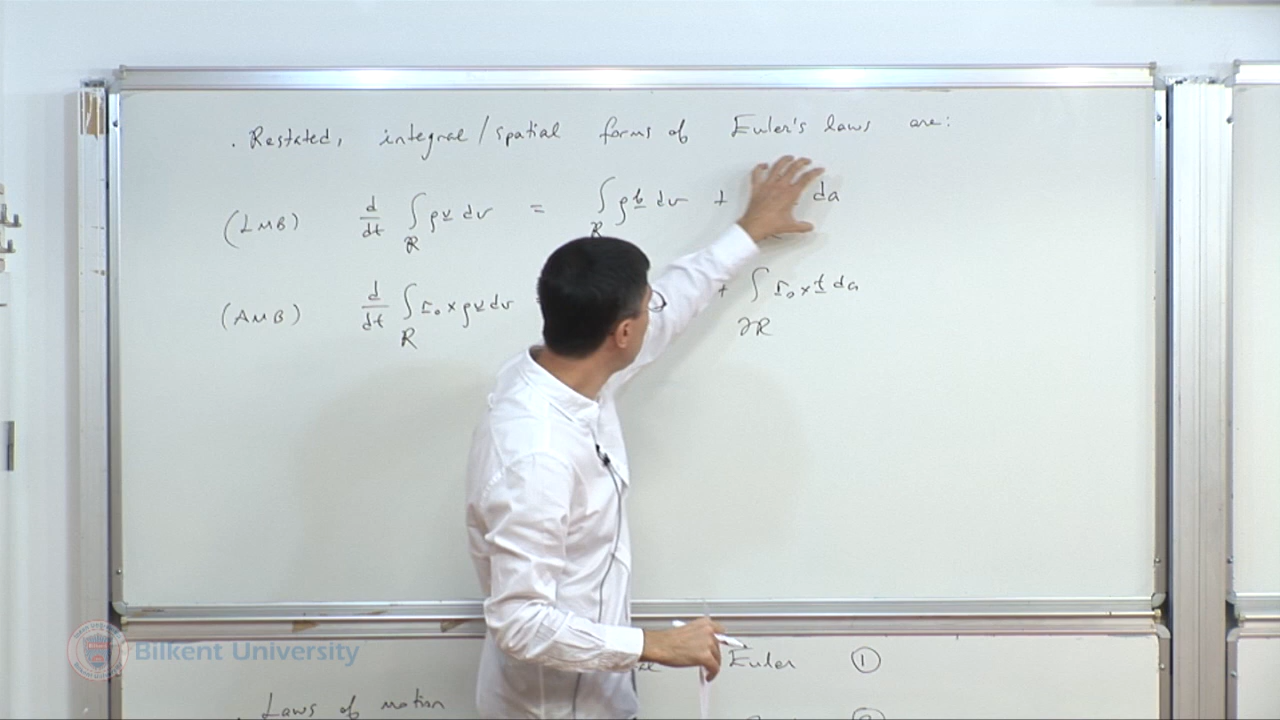 . Restated, integral/spatial forms of Euler's laws are:
(LMB) d/dt ∫_R ρv dv = ∫_R ρb dv + da
(AMB) d/dt ∫_R r₀ × ρv dv + ∫_∂R r₀ × t da
Euler ①
. Laws of motion
Bilkent University